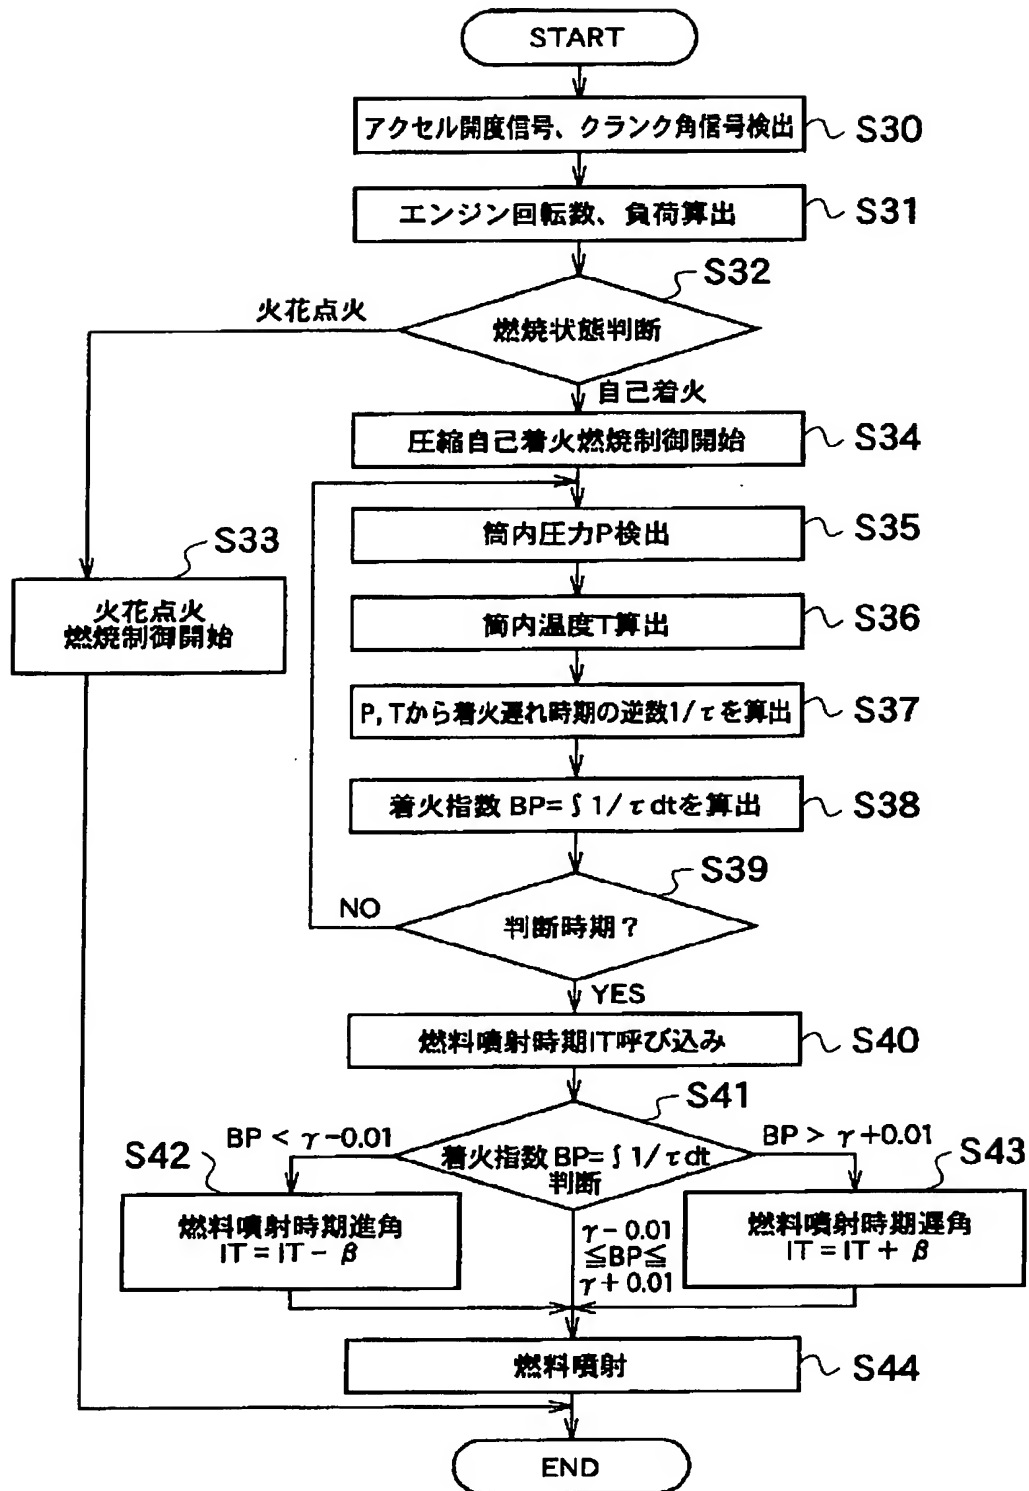 START
アクセル開度信号、クランク角信号検出
S30
エンジン回転数、負荷算出
S31
S32
火花点火
燃焼状態判断
自己着火
圧縮自己着火燃焼制御開始
S34
筒内圧力P検出
S35
S33
火花点火
燃焼制御開始
筒内温度T算出
S36
P,Tから着火遅れ時期の逆数1/τを算出
S37
着火指数 BP=∫1/τdtを算出
S38
S39
NO
判断時期?
YES
燃料噴射時期IT呼び込み
S40
S41
BP < γ-0.01
BP > γ+0.01
着火指数 BP=∫1/τdt
判断
S42
S43
燃料噴射時期進角
IT = IT - β
γ-0.01
≦BP≦
γ+0.01
燃料噴射時期遅角
IT = IT + β
燃料噴射
S44
END